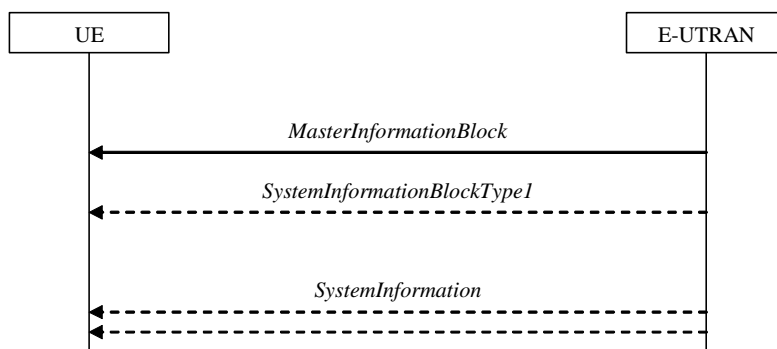 UE
E-UTRAN
MasterInformationBlock
SystemInformationBlockType1
SystemInformation